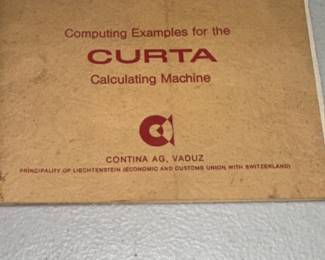 Computing Examples for the
CURTA
Calculating Machine
CONTINA AG, VADUZ
PRINCIPALITY OF LIECHTENSTEIN (ECONOMIC AND CUSTOMS UNION WITH SWITZERLAND)